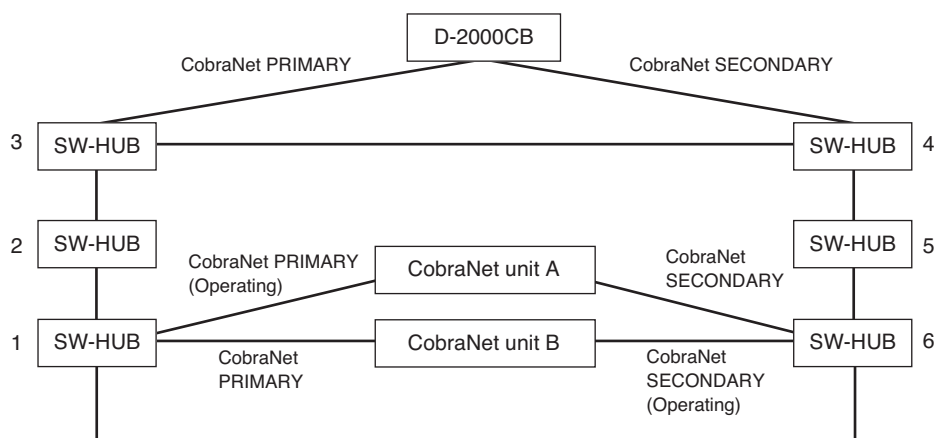 D-2000CB
CobraNet PRIMARY
CobraNet SECONDARY
3
SW-HUB
SW-HUB
4
2
SW-HUB
SW-HUB
5
CobraNet PRIMARY
(Operating)
CobraNet unit A
CobraNet
SECONDARY
1
SW-HUB
CobraNet unit B
SW-HUB
6
CobraNet
PRIMARY
CobraNet
SECONDARY
(Operating)